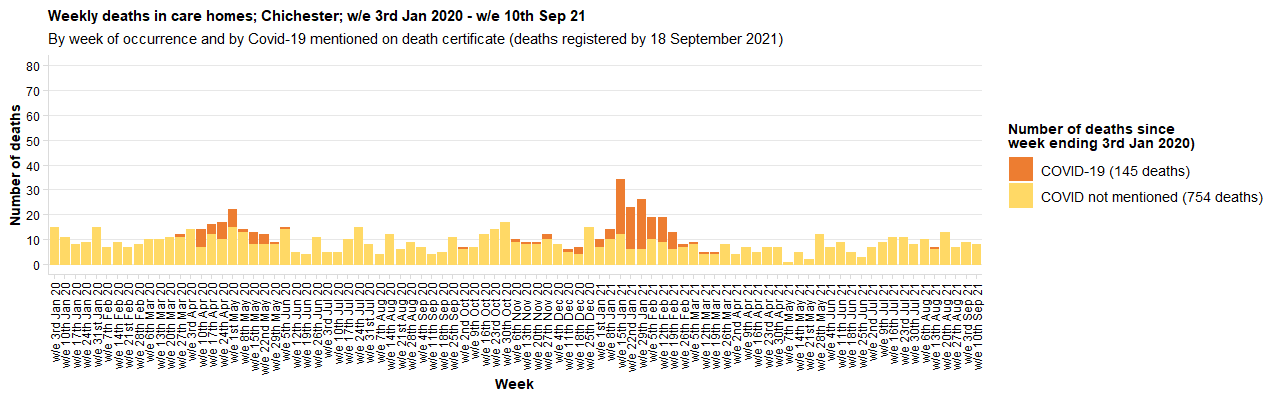 Weekly deaths in care homes; Chichester; w/e 3rd Jan 2020 - w/e 10th Sep 21
By week of occurrence and by Covid-19 mentioned on death certificate (deaths registered by 18 September 2021)
Number of deaths
80
70
60
50
40
30
20
10
0
w/e 3rd Jan 20
w/e 10th Jan 20
w/e 17th Jan 20
w/e 24th Jan 20
w/e 31st Jan 20
w/e 7th Feb 20
w/e 14th Feb 20
w/e 21st Feb 20
w/e 28th Feb 20
w/e 6th Mar 20
w/e 13th Mar 20
w/e 20th Mar 20
w/e 27th Mar 20
w/e 3rd Apr 20
w/e 10th Apr 20
w/e 17th Apr 20
w/e 24th Apr 20
w/e 1st May 20
w/e 8th May 20
w/e 15th May 20
w/e 22nd May 20
w/e 29th May 20
w/e 5th Jun 20
w/e 12th Jun 20
w/e 19th Jun 20
w/e 26th Jun 20
w/e 3rd Jul 20
w/e 10th Jul 20
w/e 17th Jul 20
w/e 24th Jul 20
w/e 31st Jul 20
w/e 7th Aug 20
w/e 14th Aug 20
w/e 21st Aug 20
w/e 28th Aug 20
w/e 4th Sep 20
w/e 11th Sep 20
w/e 18th Sep 20
w/e 25th Sep 20
w/e 2nd Oct 20
w/e 9th Oct 20
w/e 16th Oct 20
w/e 23rd Oct 20
w/e 30th Oct 20
w/e 6th Nov 20
w/e 13th Nov 20
w/e 20th Nov 20
w/e 27th Nov 20
w/e 4th Dec 20
w/e 11th Dec 20
w/e 18th Dec 20
w/e 25th Dec 20
w/e 1st Jan 21
w/e 8th Jan 21
w/e 15th Jan 21
w/e 22nd Jan 21
w/e 29th Jan 21
w/e 5th Feb 21
w/e 12th Feb 21
w/e 19th Feb 21
w/e 26th Feb 21
w/e 5th Mar 21
w/e 12th Mar 21
w/e 19th Mar 21
w/e 26th Mar 21
w/e 2nd Apr 21
w/e 9th Apr 21
w/e 16th Apr 21
w/e 23rd Apr 21
w/e 30th Apr 21
w/e 7th May 21
w/e 14th May 21
w/e 21st May 21
w/e 28th May 21
w/e 4th Jun 21
w/e 11th Jun 21
w/e 18th Jun 21
w/e 25th Jun 21
w/e 2nd Jul 21
w/e 9th Jul 21
w/e 16th Jul 21
w/e 23rd Jul 21
w/e 30th Jul 21
w/e 6th Aug 21
w/e 13th Aug 21
w/e 20th Aug 21
w/e 27th Aug 21
w/e 3rd Sep 21
w/e 10th Sep 21
Week
Number of deaths since
week ending 3rd Jan 2020)
COVID-19 (145 deaths)
COVID not mentioned (754 deaths)